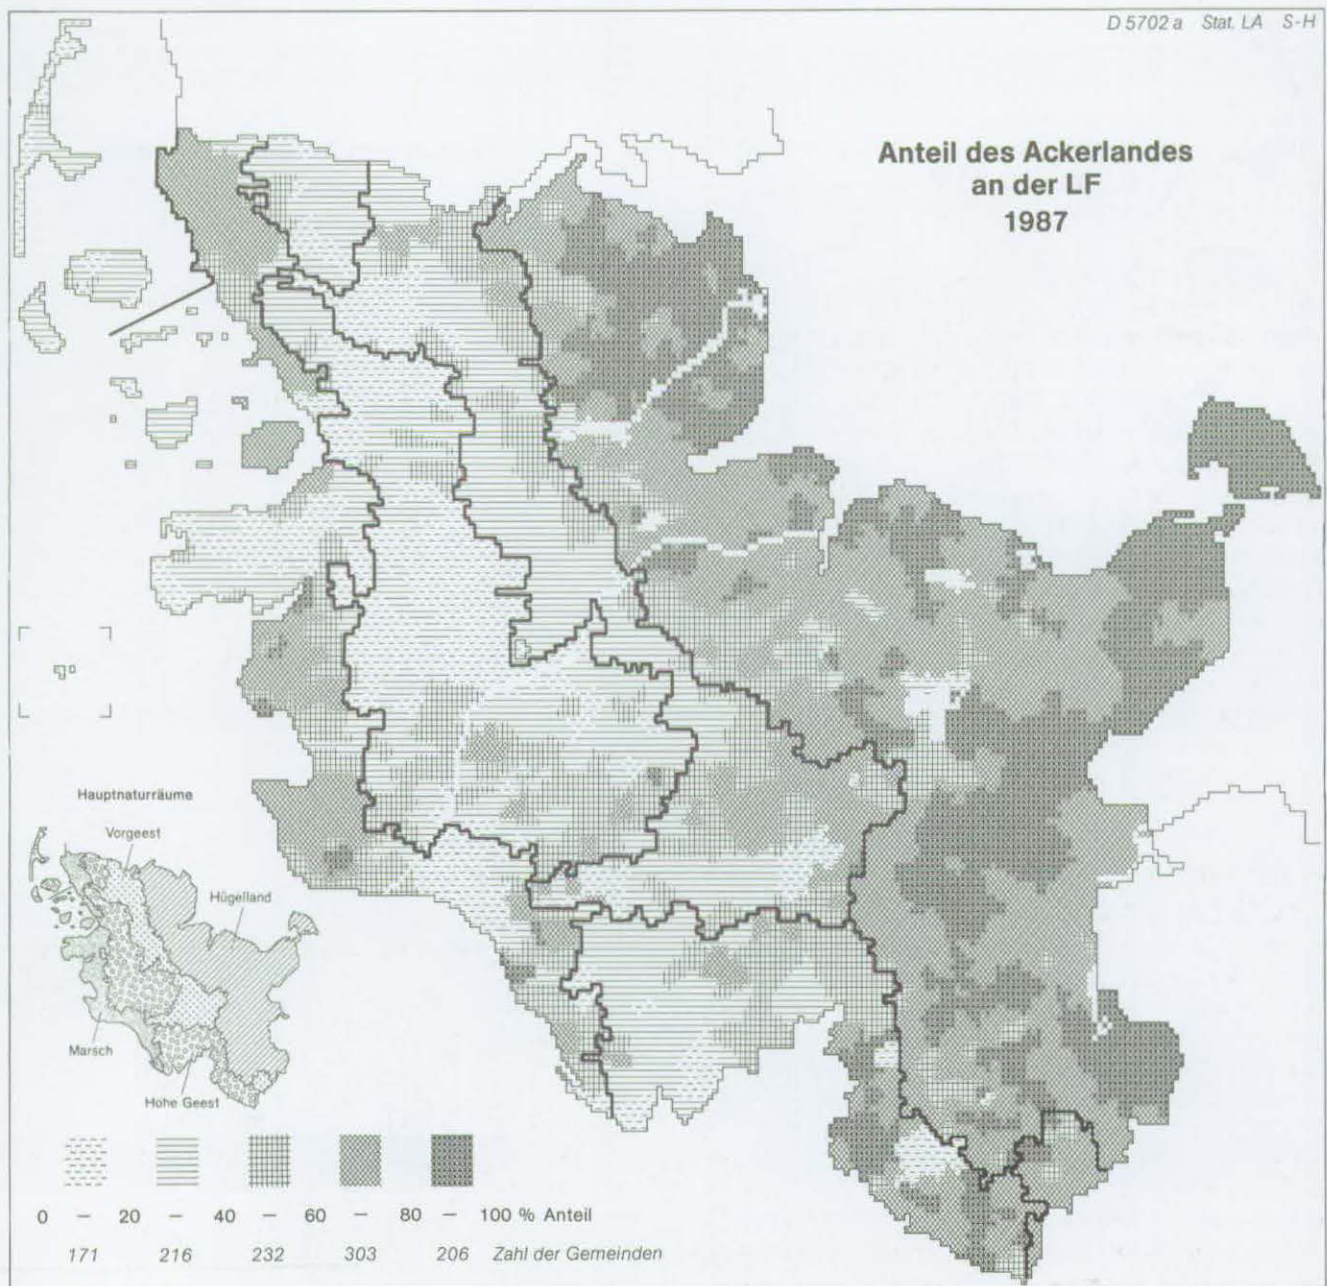 D 5702 a Stat. LA S-H
Anteil des Ackerlandes
an der LF
1987
Hauptnaturräume
Vorgeest
Hügelland
Marsch
Hohe Geest
0 – 20 – 40 – 60 – 80 – 100 % Anteil
171 216 232 303 206 Zahl der Gemeinden